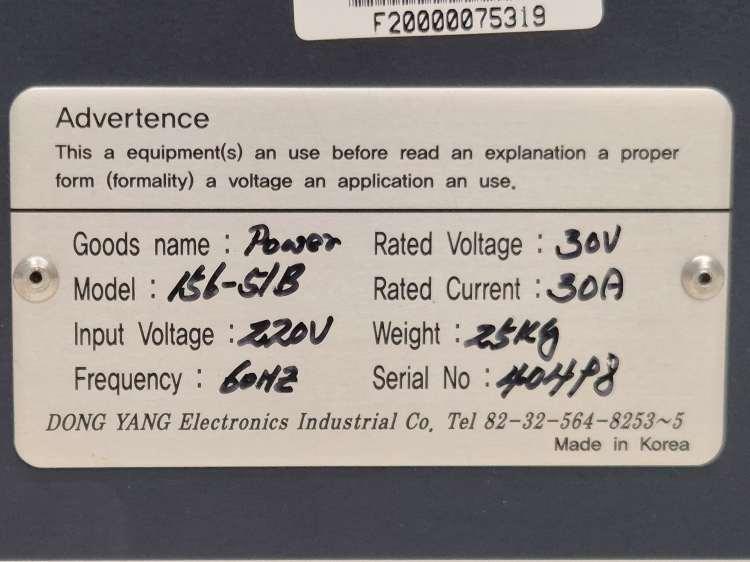 F20000075319
Advertence
This a equipment(s) an use before read an explanation a proper
form (formality) a voltage an application an use.
Goods name : Power Rated Voltage : 30V
Model : 156-51B Rated Current : 30A
Input Voltage : 220V Weight : 25Kg
Frequency : 60HZ Serial No :
DONG YANG Electronics Industrial Co. Tel 82-32-564-8253~5
Made in Korea